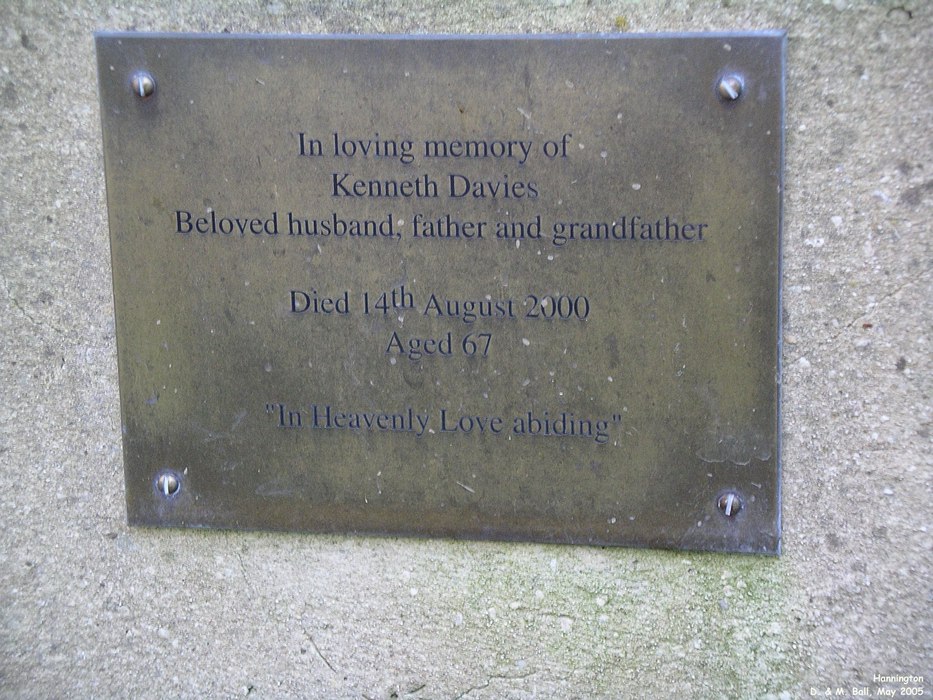 In loving memory of
Kenneth Davies
Beloved husband, father and grandfather
Died 14th August 2000
Aged 67
"In Heavenly Love abiding"
Hannington
D. & M. Ball, May 2005